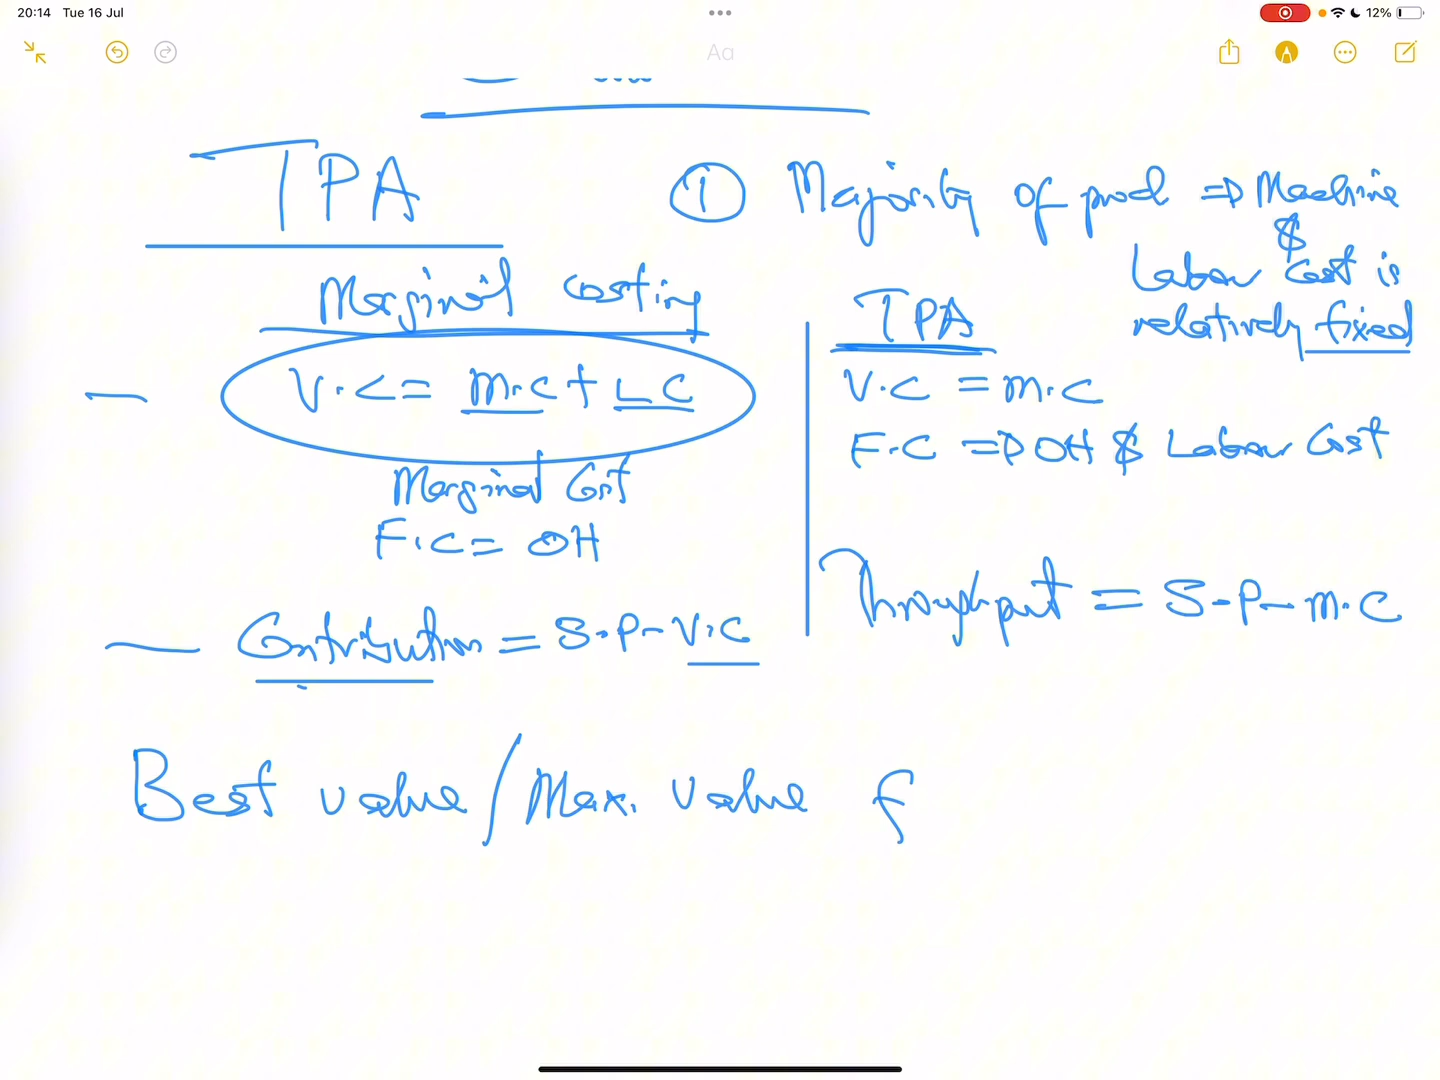 20:14 Tue 16 Jul
12%
Aa
TPA
① Majority of prod => Machine
&
Labour Cost is
relatively fixed
Marginal costing
V.C = M.C + L C
Marginal Cost
F.C = OH
Contribution = S.P - V.C
TPA
V.C = M.C
F.C => OH & Labour Cost
Throughput = S.P - M.C
Best value / Max. value f